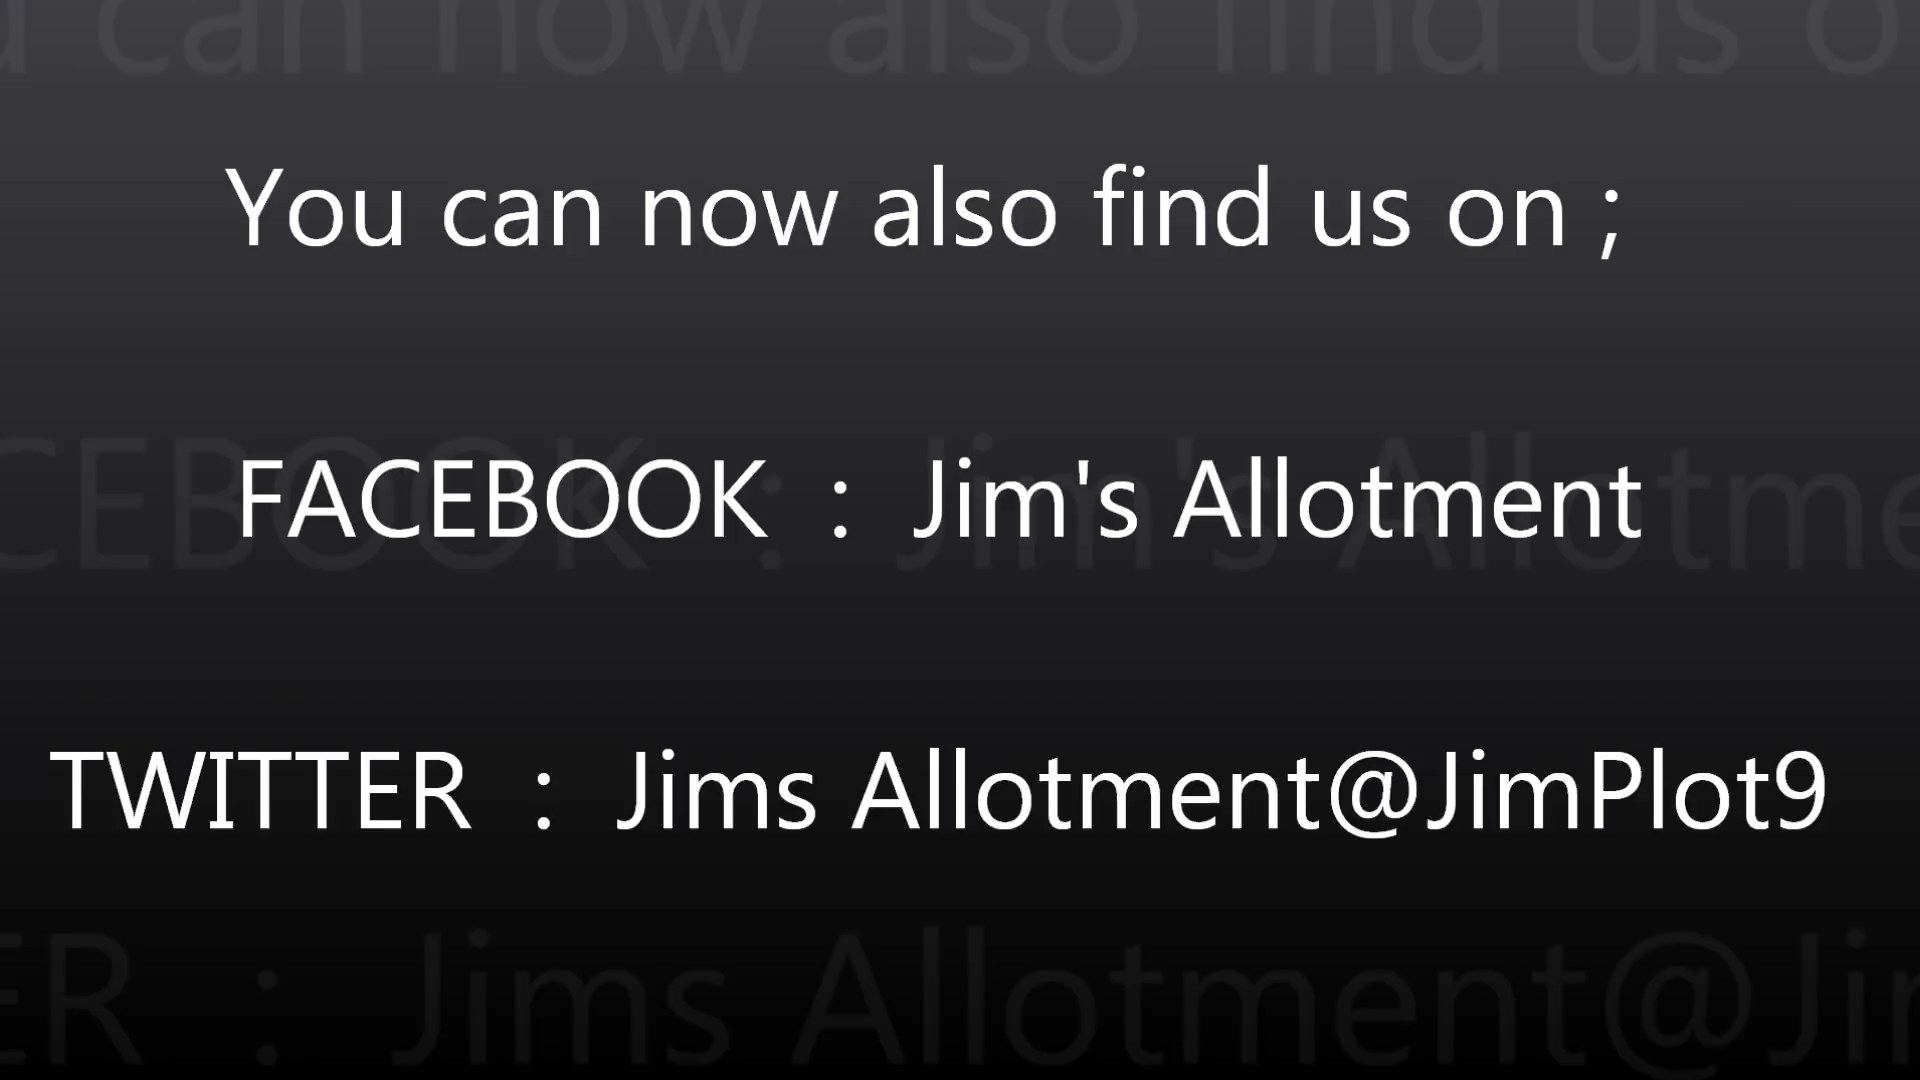 You can now also find us on ;
FACEBOOK : Jim's Allotment
TWITTER : Jims Allotment@JimPlot9